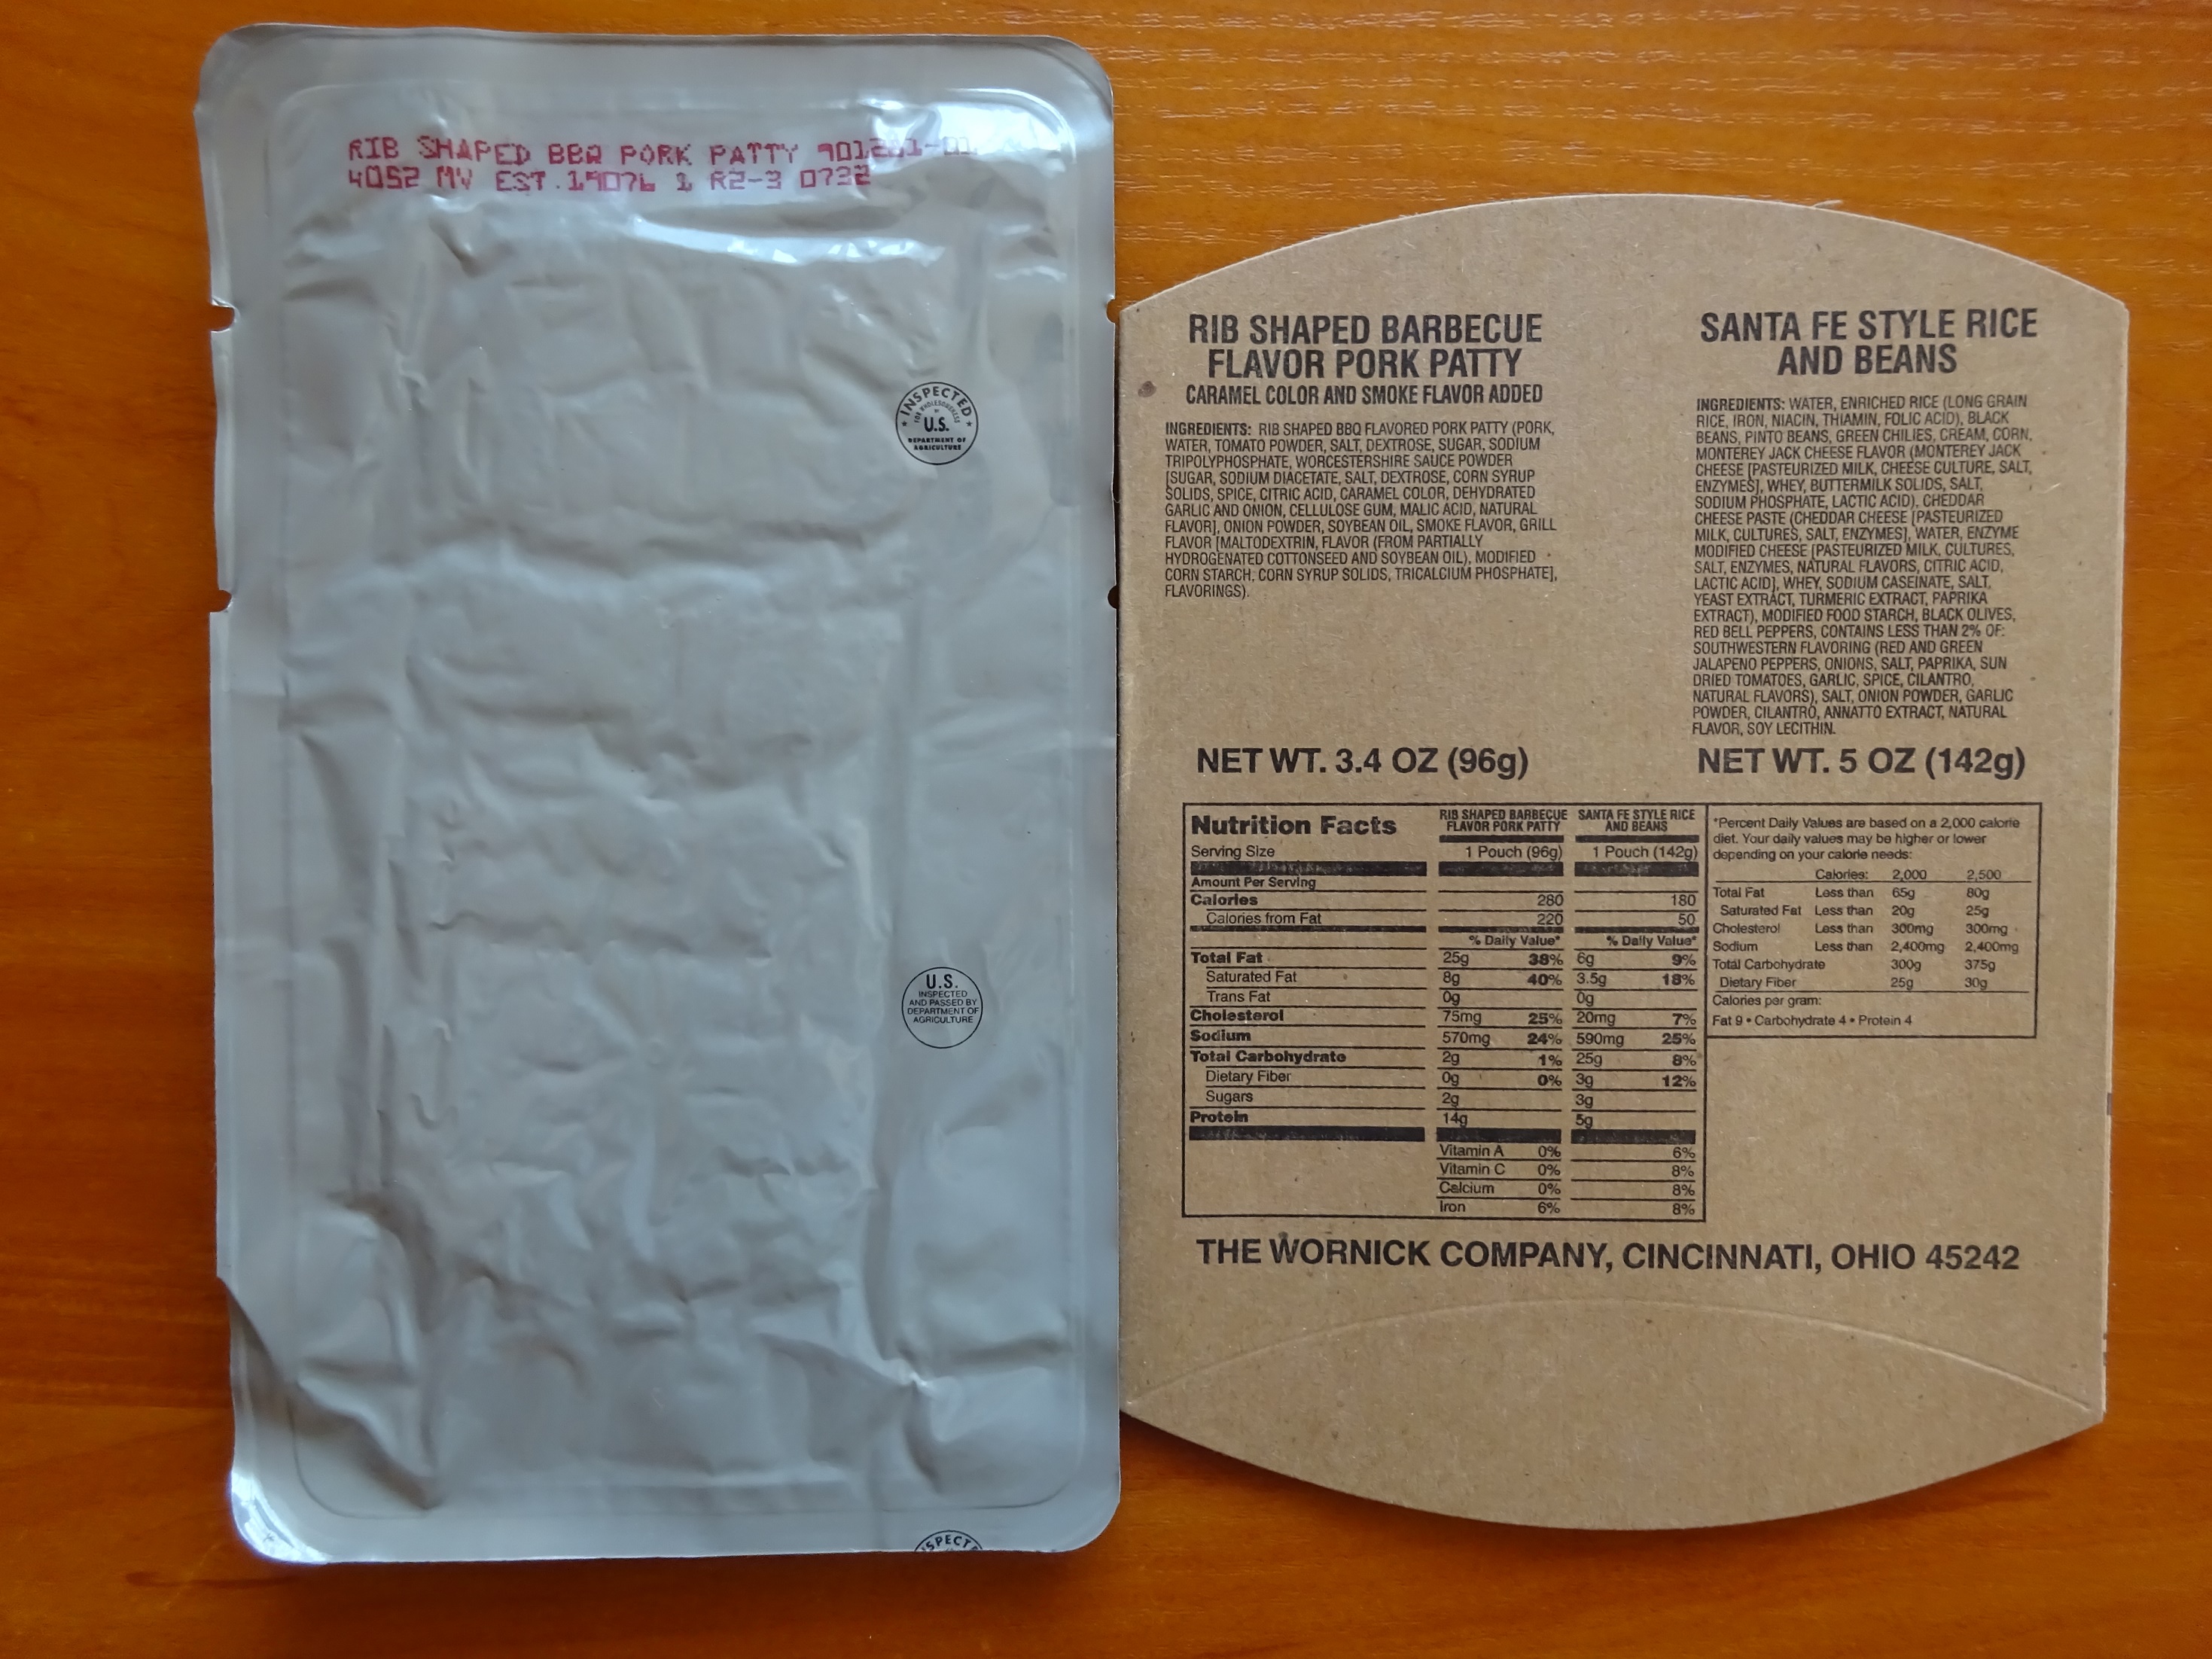 RIB SHAPED BBQ PORK PATTY
4052 MV EST.19076 1 R2-3 0732
INSPECTED
FOR WHOLESOMENESS
BY
U.S.
DEPARTMENT OF
AGRICULTURE
U.S.
INSPECTED
AND PASSED BY
DEPARTMENT OF
AGRICULTURE
RIB SHAPED BARBECUE
FLAVOR PORK PATTY
CARAMEL COLOR AND SMOKE FLAVOR ADDED
INGREDIENTS: RIB SHAPED BBQ FLAVORED PORK PATTY (PORK,
WATER, TOMATO POWDER, SALT, DEXTROSE, SUGAR, SODIUM
TRIPOLYPHOSPHATE, WORCESTERSHIRE SAUCE POWDER
[SUGAR, SODIUM DIACETATE, SALT, DEXTROSE, CORN SYRUP
SOLIDS, SPICE, CITRIC ACID, CARAMEL COLOR, DEHYDRATED
GARLIC AND ONION, CELLULOSE GUM, MALIC ACID, NATURAL
FLAVOR], ONION POWDER, SOYBEAN OIL, SMOKE FLAVOR, GRILL
FLAVOR [MALTODEXTRIN, FLAVOR (FROM PARTIALLY
HYDROGENATED COTTONSEED AND SOYBEAN OIL), MODIFIED
CORN STARCH, CORN SYRUP SOLIDS, TRICALCIUM PHOSPHATE],
FLAVORINGS).
NET WT. 3.4 OZ (96g)
SANTA FE STYLE RICE
AND BEANS
INGREDIENTS: WATER, ENRICHED RICE (LONG GRAIN
RICE, IRON, NIACIN, THIAMIN, FOLIC ACID), BLACK
BEANS, PINTO BEANS, GREEN CHILIES, CREAM, CORN,
MONTEREY JACK CHEESE FLAVOR (MONTEREY JACK
CHEESE [PASTEURIZED MILK, CHEESE CULTURE, SALT,
ENZYMES], WHEY, BUTTERMILK SOLIDS, SALT,
SODIUM PHOSPHATE, LACTIC ACID), CHEDDAR
CHEESE PASTE (CHEDDAR CHEESE [PASTEURIZED
MILK, CULTURES, SALT, ENZYMES], WATER, ENZYME
MODIFIED CHEESE [PASTEURIZED MILK, CULTURES,
SALT, ENZYMES, NATURAL FLAVORS, CITRIC ACID,
LACTIC ACID], WHEY, SODIUM CASEINATE, SALT,
YEAST EXTRACT, TURMERIC EXTRACT, PAPRIKA
EXTRACT), MODIFIED FOOD STARCH, BLACK OLIVES,
RED BELL PEPPERS, CONTAINS LESS THAN 2% OF:
SOUTHWESTERN FLAVORING (RED AND GREEN
JALAPENO PEPPERS, ONIONS, SALT, PAPRIKA, SUN
DRIED TOMATOES, GARLIC, SPICE, CILANTRO,
NATURAL FLAVORS), SALT, ONION POWDER, GARLIC
POWDER, CILANTRO, ANNATTO EXTRACT, NATURAL
FLAVOR, SOY LECITHIN.
NET WT. 5 OZ (142g)
Nutrition Facts
RIB SHAPED BARBECUE SANTA FE STYLE RICE
FLAVOR PORK PATTY AND BEANS
Serving Size 1 Pouch (96g) 1 Pouch (142g)
Amount Per Serving
Calories 280 180
Calories from Fat 220 50
% Daily Value* % Daily Value*
Total Fat 25g 38% 6g 9%
Saturated Fat 8g 40% 3.5g 18%
Trans Fat 0g 0g
Cholesterol 75mg 25% 20mg 7%
Sodium 570mg 24% 590mg 25%
Total Carbohydrate 2g 1% 25g 8%
Dietary Fiber 0g 0% 3g 12%
Sugars 2g 3g
Protein 14g 5g
Vitamin A 0% 6%
Vitamin C 0% 8%
Calcium 0% 8%
Iron 6% 8%
*Percent Daily Values are based on a 2,000 calorie
diet. Your daily values may be higher or lower
depending on your calorie needs:
Calories: 2,000 2,500
Total Fat Less than 65g 80g
Saturated Fat Less than 20g 25g
Cholesterol Less than 300mg 300mg
Sodium Less than 2,400mg 2,400mg
Total Carbohydrate 300g 375g
Dietary Fiber 25g 30g
Calories per gram:
Fat 9 • Carbohydrate 4 • Protein 4
THE WORNICK COMPANY, CINCINNATI, OHIO 45242